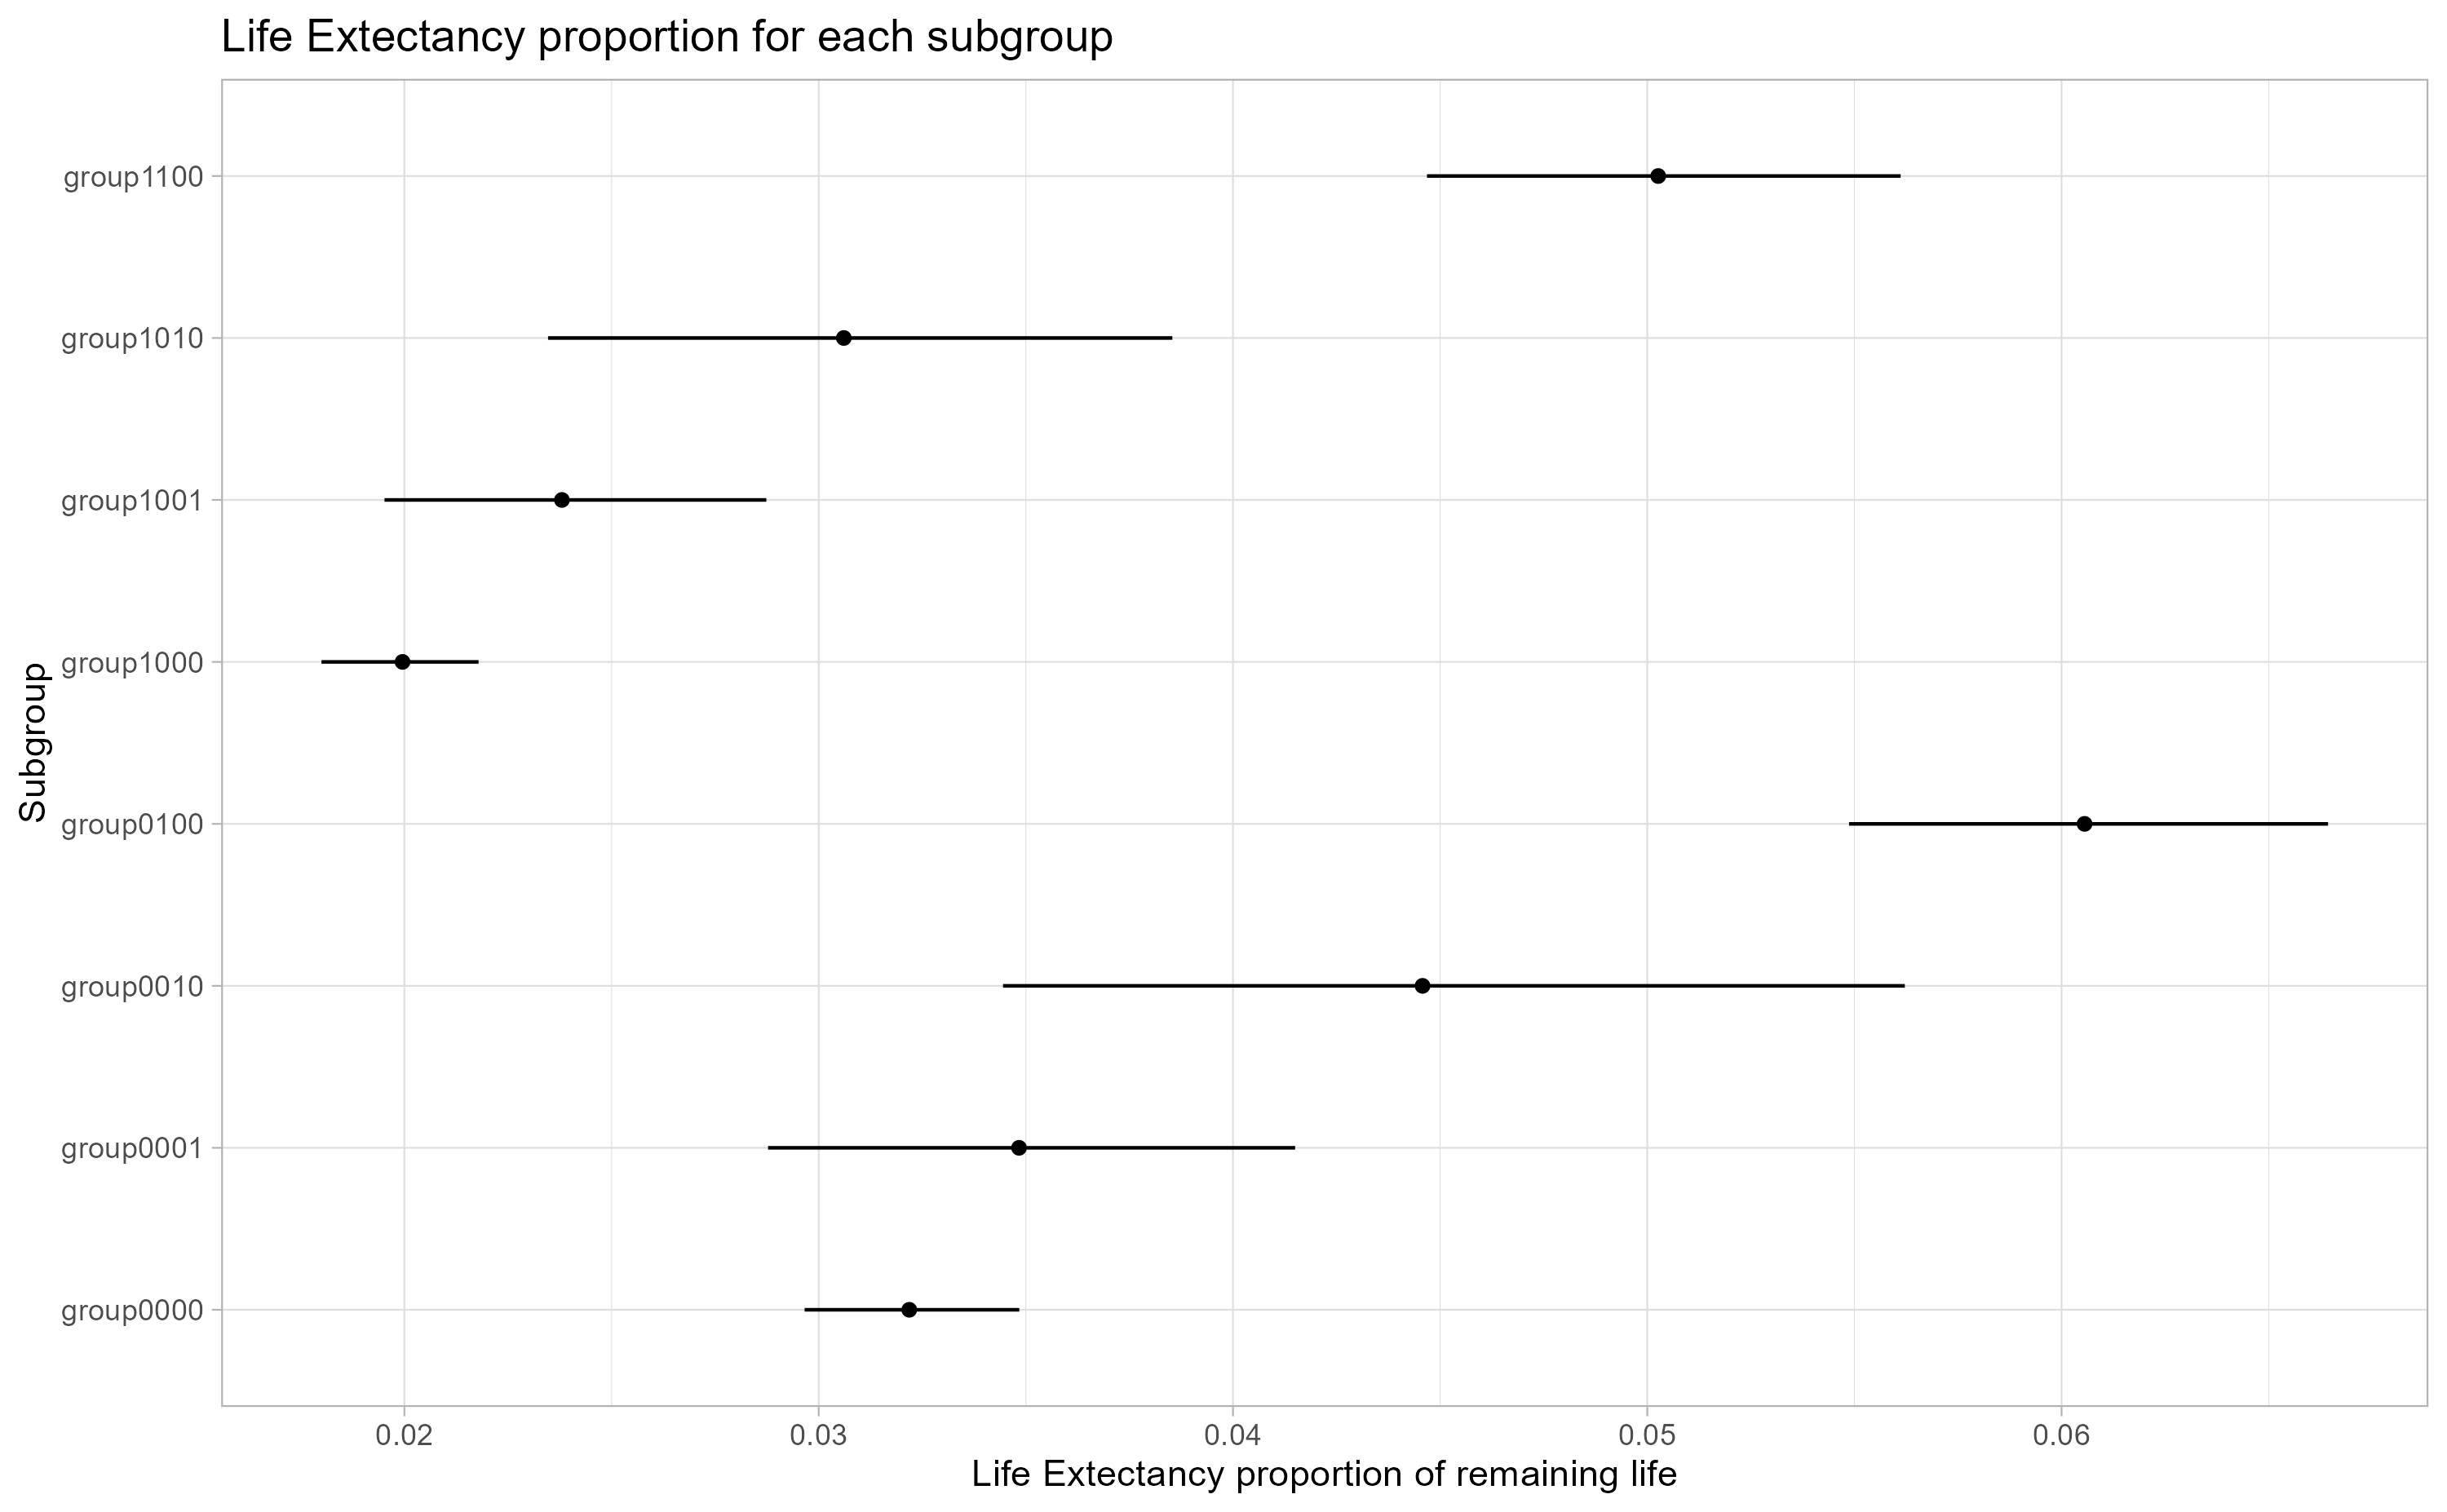 Life Extectancy proportion for each subgroup
group1100
group1010
group1001
group1000
group0100
group0010
group0001
group0000
Subgroup
0.02 0.03 0.04 0.05 0.06
Life Extectancy proportion of remaining life